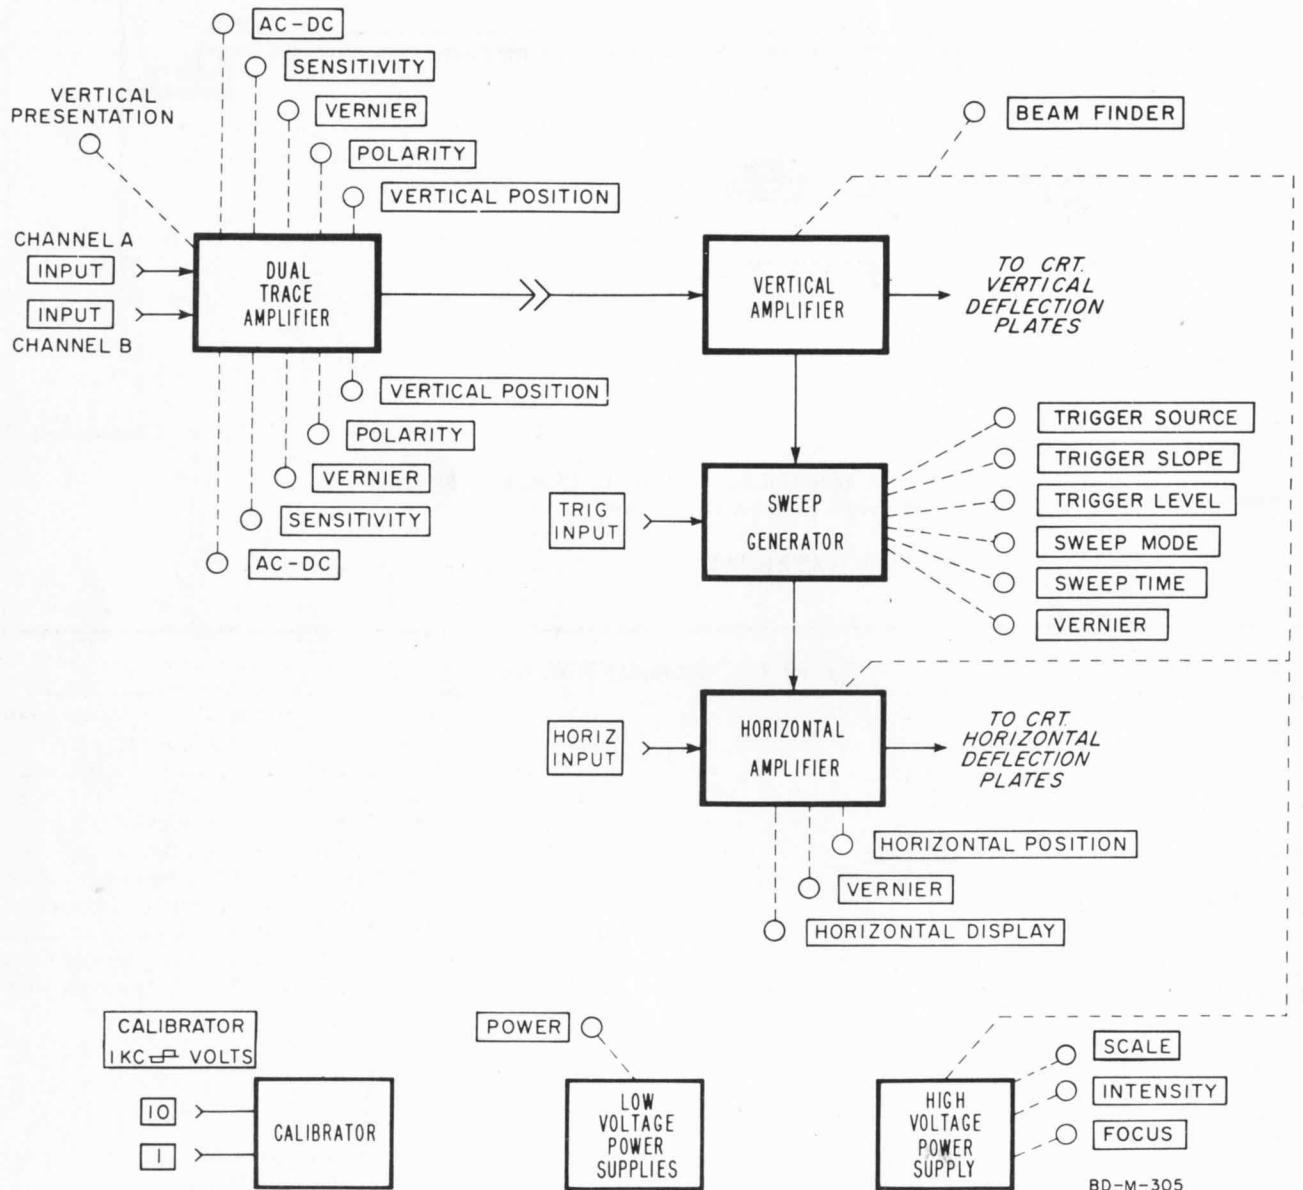 AC-DC
SENSITIVITY
VERNIER
POLARITY
VERTICAL POSITION
VERTICAL
PRESENTATION
BEAM FINDER
CHANNEL A
INPUT
INPUT
CHANNEL B
DUAL
TRACE
AMPLIFIER
VERTICAL
AMPLIFIER
TO CRT.
VERTICAL
DEFLECTION
PLATES
VERTICAL POSITION
POLARITY
VERNIER
SENSITIVITY
AC-DC
TRIG
INPUT
SWEEP
GENERATOR
TRIGGER SOURCE
TRIGGER SLOPE
TRIGGER LEVEL
SWEEP MODE
SWEEP TIME
VERNIER
HORIZ
INPUT
HORIZONTAL
AMPLIFIER
TO CRT.
HORIZONTAL
DEFLECTION
PLATES
HORIZONTAL POSITION
VERNIER
HORIZONTAL DISPLAY
CALIBRATOR
1 KC VOLTS
10
1
CALIBRATOR
POWER
LOW
VOLTAGE
POWER
SUPPLIES
HIGH
VOLTAGE
POWER
SUPPLY
SCALE
INTENSITY
FOCUS
BD-M-305